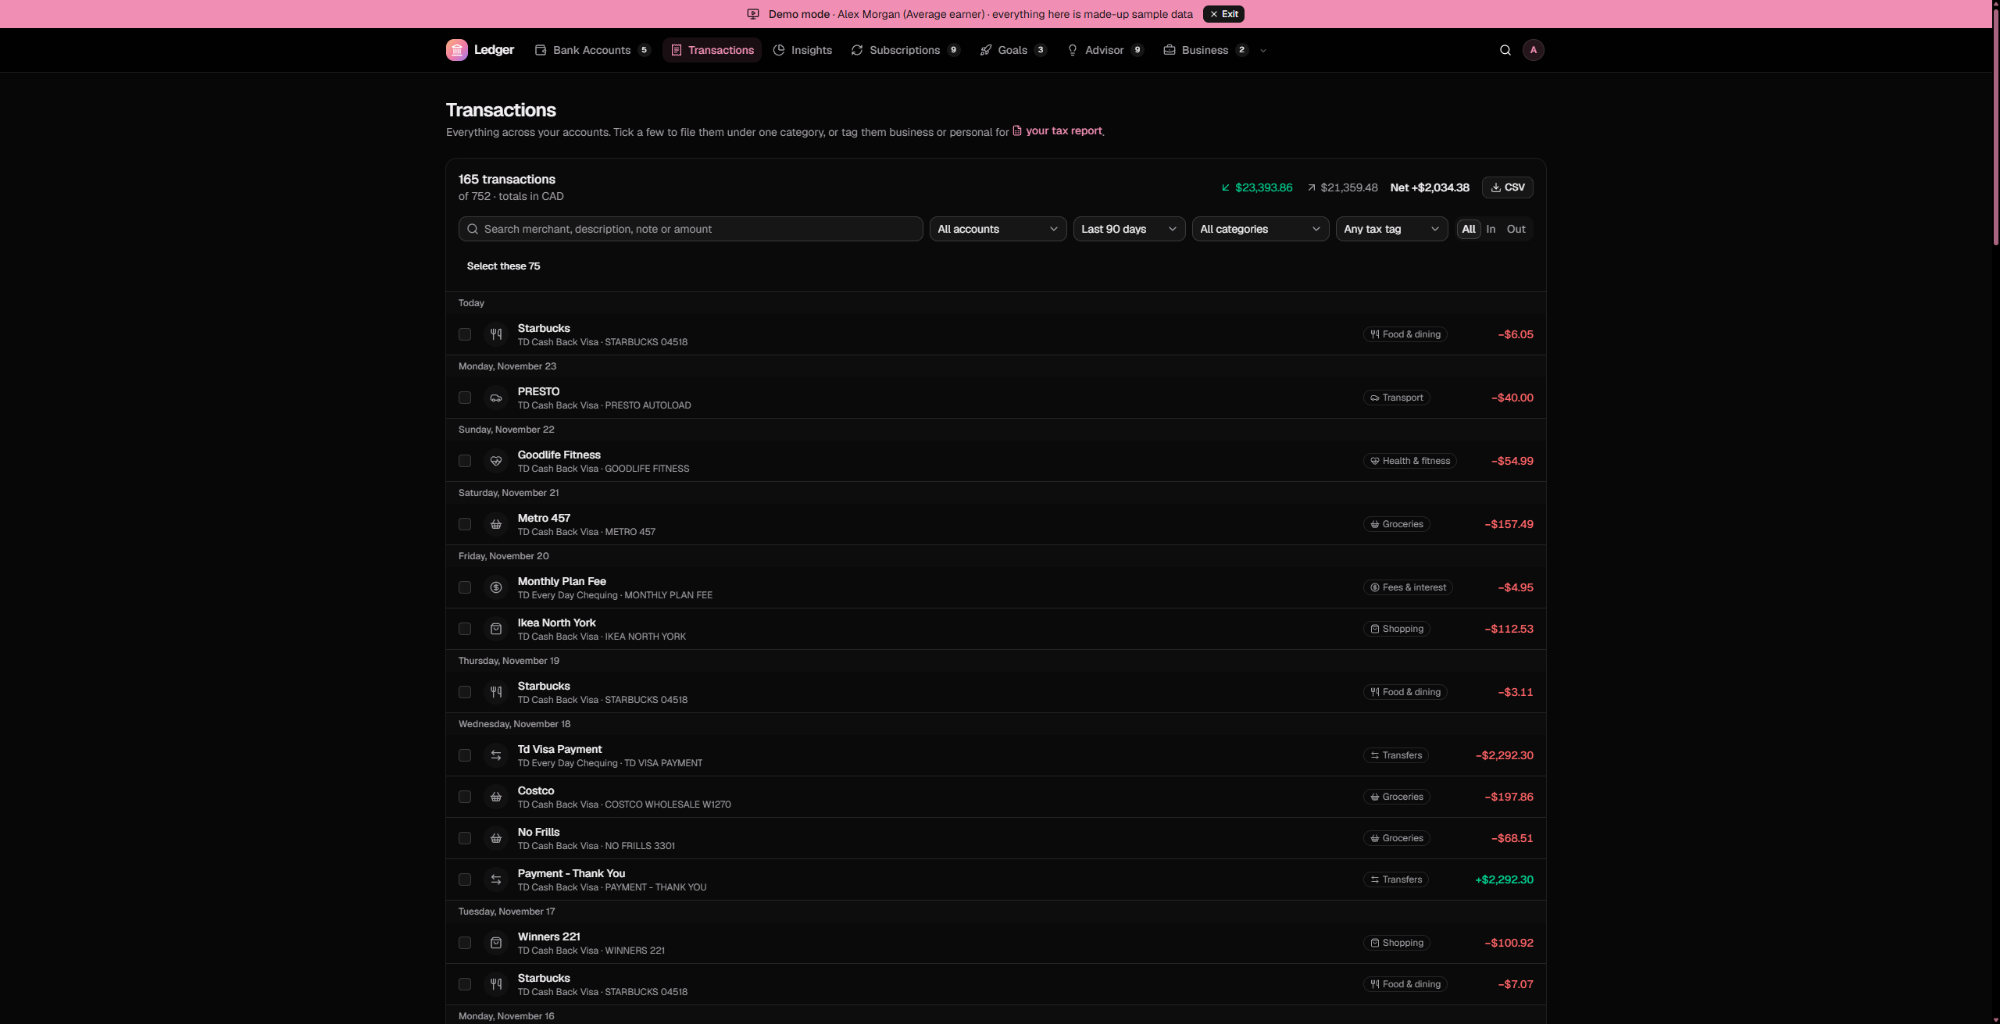 Demo mode · Alex Morgan (Average earner) · everything here is made-up sample data Exit
Ledger Bank Accounts 5 Transactions Insights Subscriptions 9 Goals 3 Advisor 9 Business 2 A
Transactions
Everything across your accounts. Tick a few to file them under one category, or tag them business or personal for your tax report.
165 transactions
of 752 · totals in CAD
$23,393.86 $21,359.48 Net +$2,034.38 CSV
Search merchant, description, note or amount All accounts Last 90 days All categories Any tax tag All In Out
Select these 75
Today
Starbucks
TD Cash Back Visa · STARBUCKS 04518
Food & dining −$6.05
Monday, November 23
PRESTO
TD Cash Back Visa · PRESTO AUTOLOAD
Transport −$40.00
Sunday, November 22
Goodlife Fitness
TD Cash Back Visa · GOODLIFE FITNESS
Health & fitness −$54.99
Saturday, November 21
Metro 457
TD Cash Back Visa · METRO 457
Groceries −$157.49
Friday, November 20
Monthly Plan Fee
TD Every Day Chequing · MONTHLY PLAN FEE
Fees & interest −$4.95
Ikea North York
TD Cash Back Visa · IKEA NORTH YORK
Shopping −$112.53
Thursday, November 19
Starbucks
TD Cash Back Visa · STARBUCKS 04518
Food & dining −$3.11
Wednesday, November 18
Td Visa Payment
TD Every Day Chequing · TD VISA PAYMENT
Transfers −$2,292.30
Costco
TD Cash Back Visa · COSTCO WHOLESALE W1270
Groceries −$197.86
No Frills
TD Cash Back Visa · NO FRILLS 3301
Groceries −$68.51
Payment - Thank You
TD Cash Back Visa · PAYMENT - THANK YOU
Transfers +$2,292.30
Tuesday, November 17
Winners 221
TD Cash Back Visa · WINNERS 221
Shopping −$100.92
Starbucks
TD Cash Back Visa · STARBUCKS 04518
Food & dining −$7.07
Monday, November 16